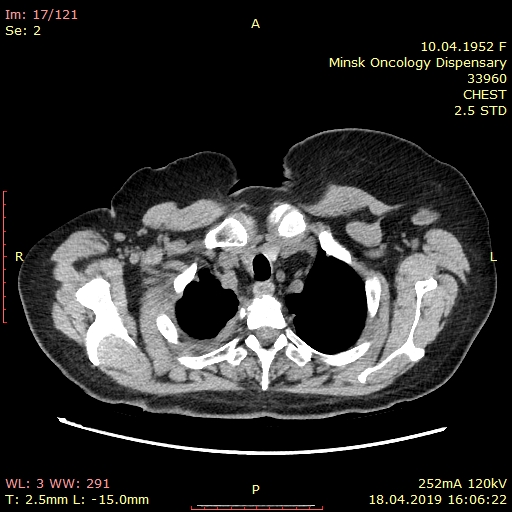 Im: 17/121
Se: 2
A
10.04.1952 F
Minsk Oncology Dispensary
33960
CHEST
2.5 STD
R
L
WL: 3 WW: 291
T: 2.5mm L: -15.0mm
P
252mA 120kV
18.04.2019 16:06:22